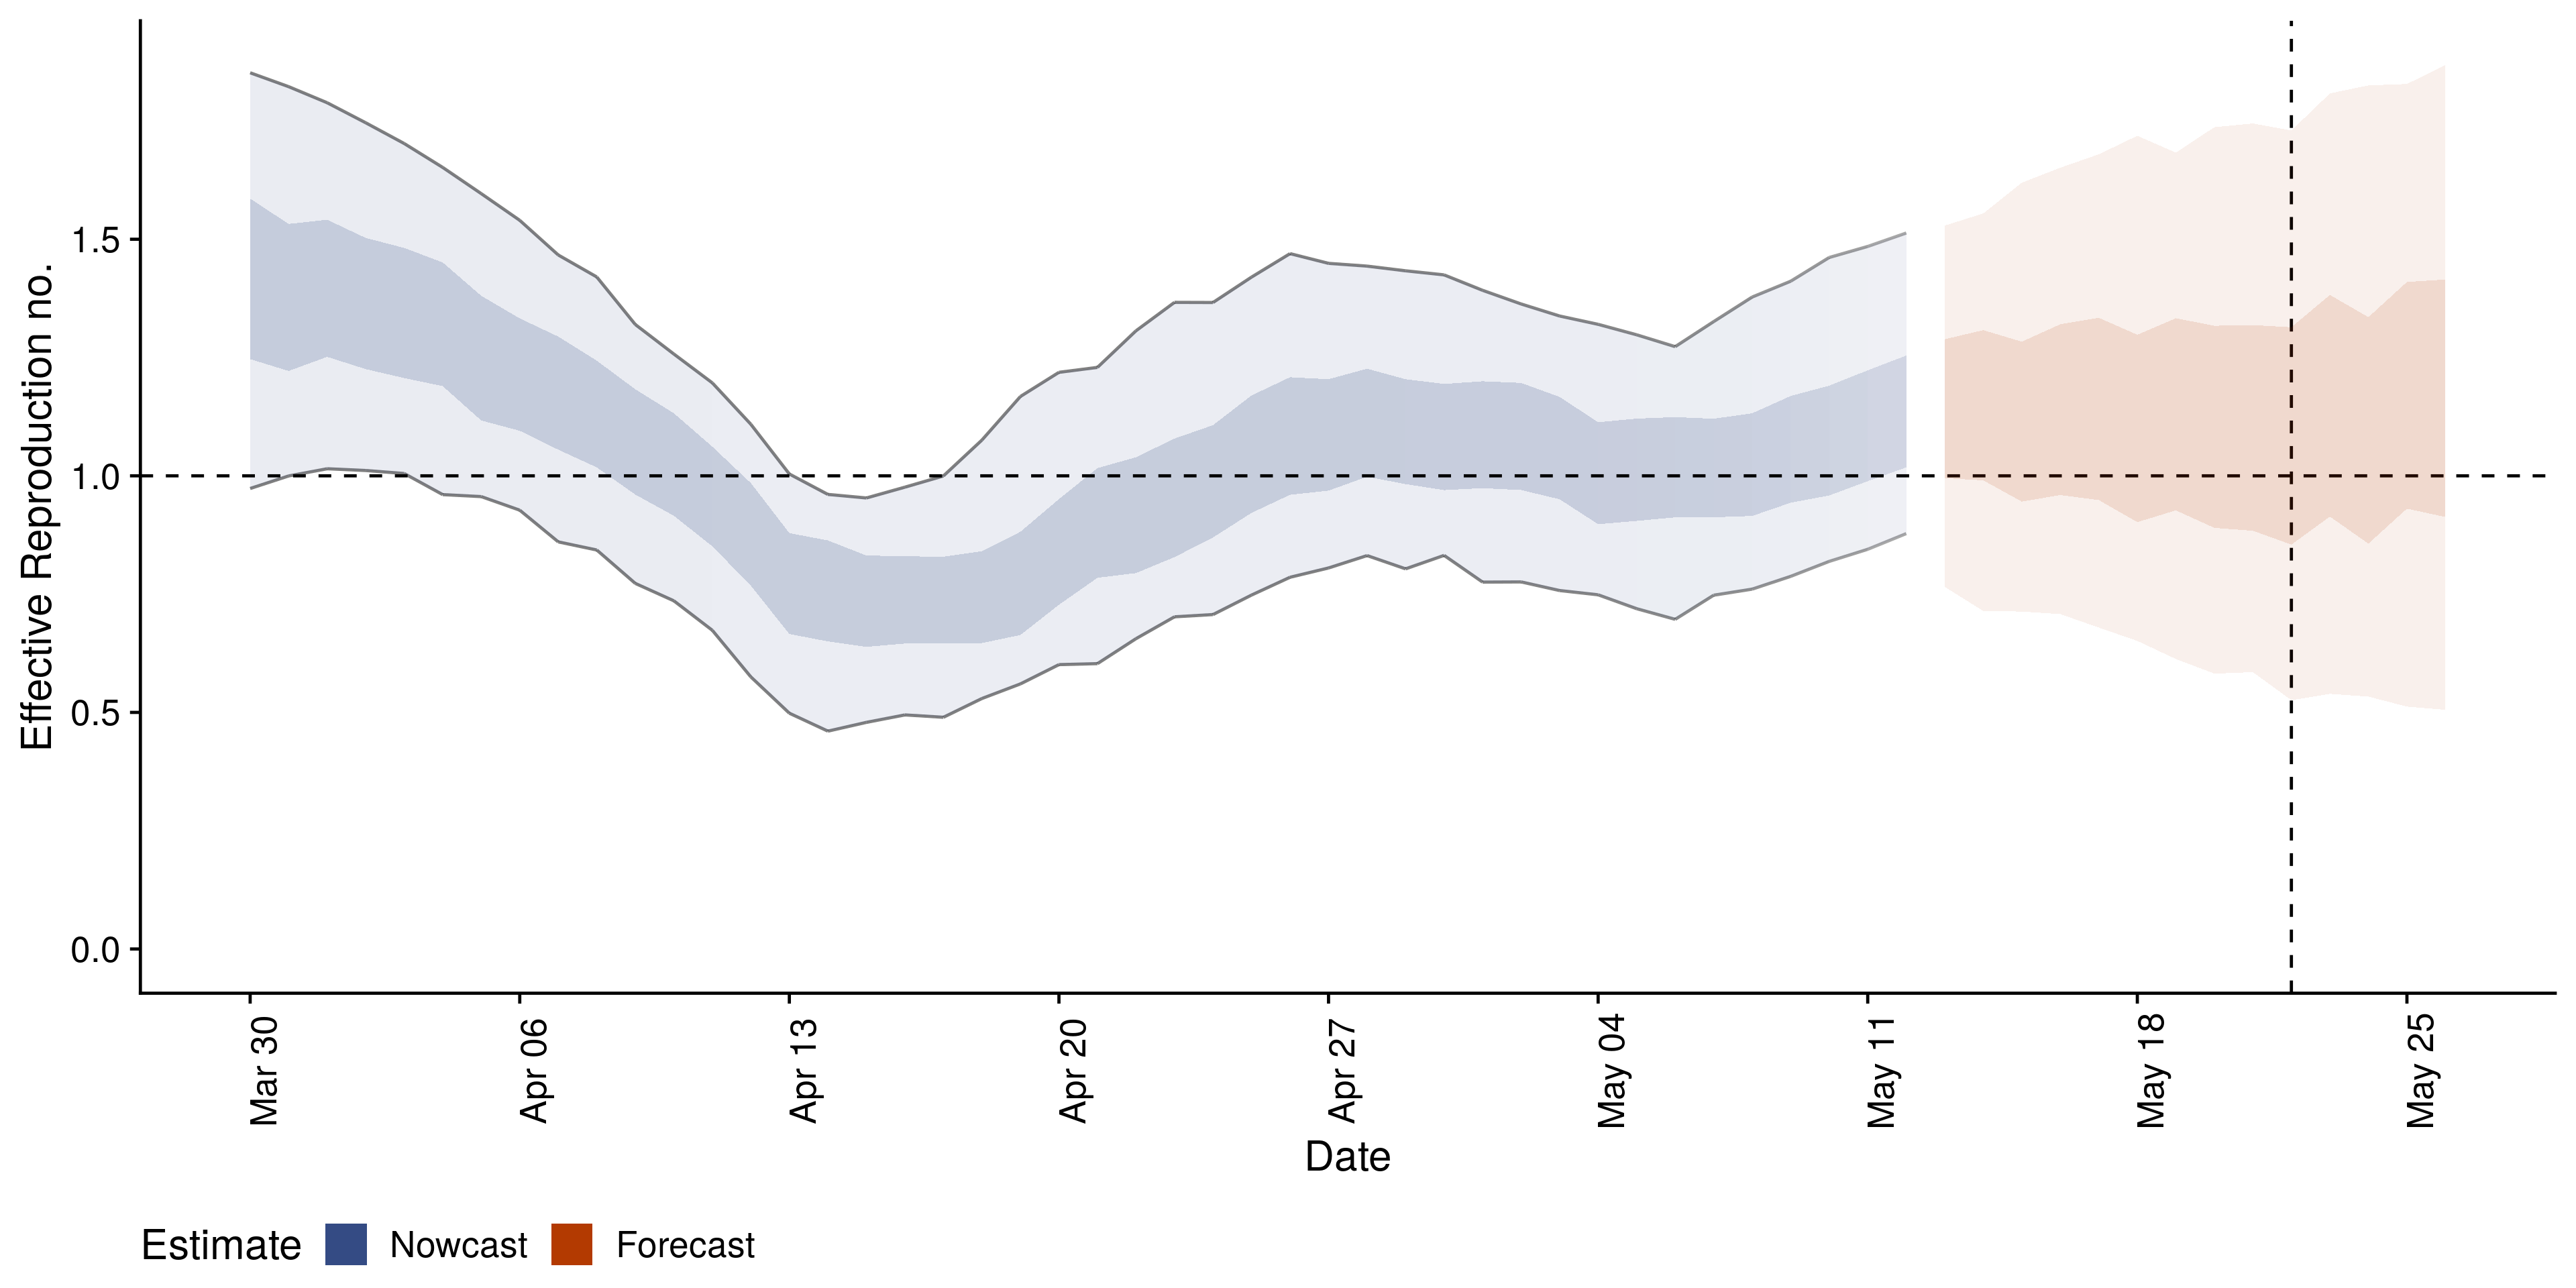 Effective Reproduction no.
1.5
1.0
0.5
0.0
Mar 30
Apr 06
Apr 13
Apr 20
Apr 27
May 04
May 11
May 18
May 25
Date
Estimate Nowcast Forecast